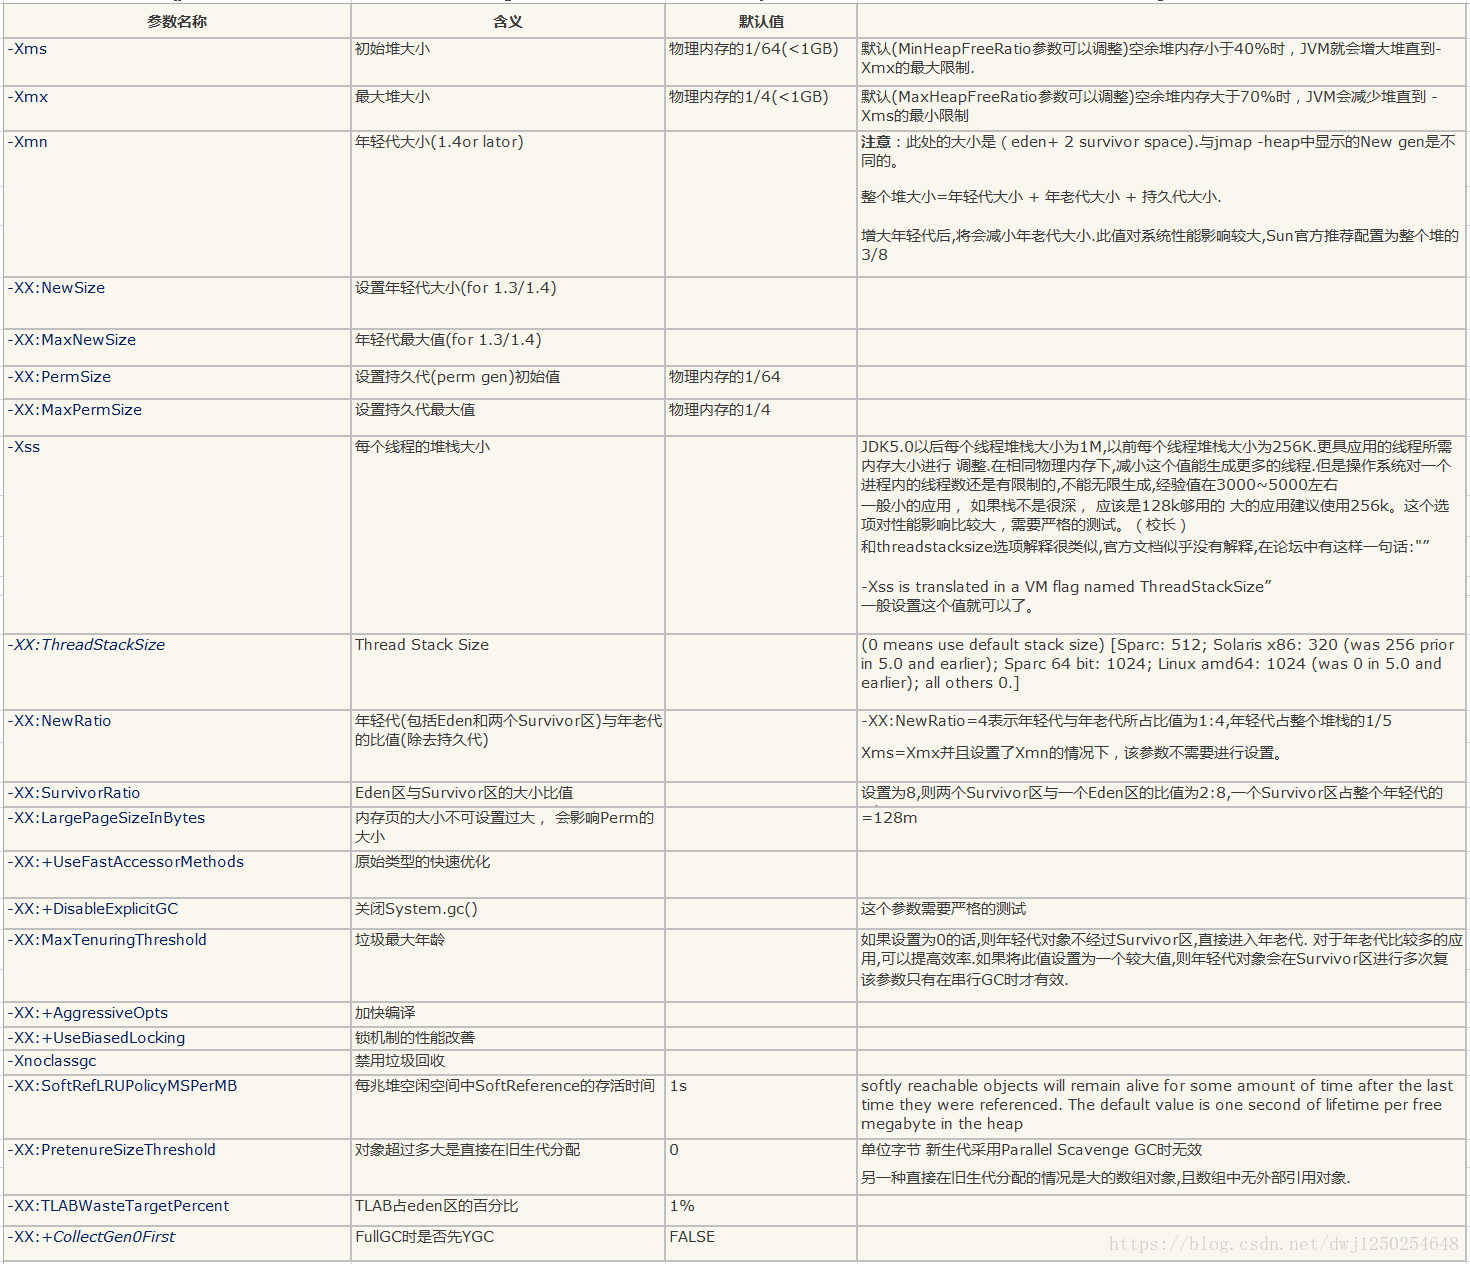 参数名称 含义 默认值
-Xms 初始堆大小 物理内存的1/64(<1GB) 默认(MinHeapFreeRatio参数可以调整)空余堆内存小于40%时，JVM就会增大堆直到-
Xmx的最大限制.
-Xmx 最大堆大小 物理内存的1/4(<1GB) 默认(MaxHeapFreeRatio参数可以调整)空余堆内存大于70%时，JVM会减少堆直到 -
Xms的最小限制
-Xmn 年轻代大小(1.4or lator) 注意：此处的大小是（eden+ 2 survivor space).与jmap -heap中显示的New gen是不
同的。
整个堆大小=年轻代大小 + 年老代大小 + 持久代大小.
增大年轻代后,将会减小年老代大小.此值对系统性能影响较大,Sun官方推荐配置为整个堆的
3/8
-XX:NewSize 设置年轻代大小(for 1.3/1.4)
-XX:MaxNewSize 年轻代最大值(for 1.3/1.4)
-XX:PermSize 设置持久代(perm gen)初始值 物理内存的1/64
-XX:MaxPermSize 设置持久代最大值 物理内存的1/4
-Xss 每个线程的堆栈大小 JDK5.0以后每个线程堆栈大小为1M,以前每个线程堆栈大小为256K.更具应用的线程所需
内存大小进行 调整.在相同物理内存下,减小这个值能生成更多的线程.但是操作系统对一个
进程内的线程数还是有限制的,不能无限生成,经验值在3000~5000左右
一般小的应用， 如果栈不是很深， 应该是128k够用的 大的应用建议使用256k。这个选
项对性能影响比较大，需要严格的测试。（校长）
和threadstacksize选项解释很类似,官方文档似乎没有解释,在论坛中有这样一句话:"”
-Xss is translated in a VM flag named ThreadStackSize”
一般设置这个值就可以了。
-XX:ThreadStackSize Thread Stack Size (0 means use default stack size) [Sparc: 512; Solaris x86: 320 (was 256 prior
in 5.0 and earlier); Sparc 64 bit: 1024; Linux amd64: 1024 (was 0 in 5.0 and
earlier); all others 0.]
-XX:NewRatio 年轻代(包括Eden和两个Survivor区)与年老代 -XX:NewRatio=4表示年轻代与年老代所占比值为1:4,年轻代占整个堆栈的1/5
的比值(除去持久代)
Xms=Xmx并且设置了Xmn的情况下，该参数不需要进行设置。
-XX:SurvivorRatio Eden区与Survivor区的大小比值 设置为8,则两个Survivor区与一个Eden区的比值为2:8,一个Survivor区占整个年轻代的
-XX:LargePageSizeInBytes 内存页的大小不可设置过大， 会影响Perm的 =128m
大小
-XX:+UseFastAccessorMethods 原始类型的快速优化
-XX:+DisableExplicitGC 关闭System.gc() 这个参数需要严格的测试
-XX:MaxTenuringThreshold 垃圾最大年龄 如果设置为0的话,则年轻代对象不经过Survivor区,直接进入年老代. 对于年老代比较多的应
用,可以提高效率.如果将此值设置为一个较大值,则年轻代对象会在Survivor区进行多次复
该参数只有在串行GC时才有效.
-XX:+AggressiveOpts 加快编译
-XX:+UseBiasedLocking 锁机制的性能改善
-Xnoclassgc 禁用垃圾回收
-XX:SoftRefLRUPolicyMSPerMB 每兆堆空闲空间中SoftReference的存活时间 1s softly reachable objects will remain alive for some amount of time after the last
time they were referenced. The default value is one second of lifetime per free
megabyte in the heap
-XX:PretenureSizeThreshold 对象超过多大是直接在旧生代分配 0 单位字节 新生代采用Parallel Scavenge GC时无效
另一种直接在旧生代分配的情况是大的数组对象,且数组中无外部引用对象.
-XX:TLABWasteTargetPercent TLAB占eden区的百分比 1%
-XX:+CollectGen0First FullGC时是否先YGC FALSE
https://blog.csdn.net/dwj1250254648